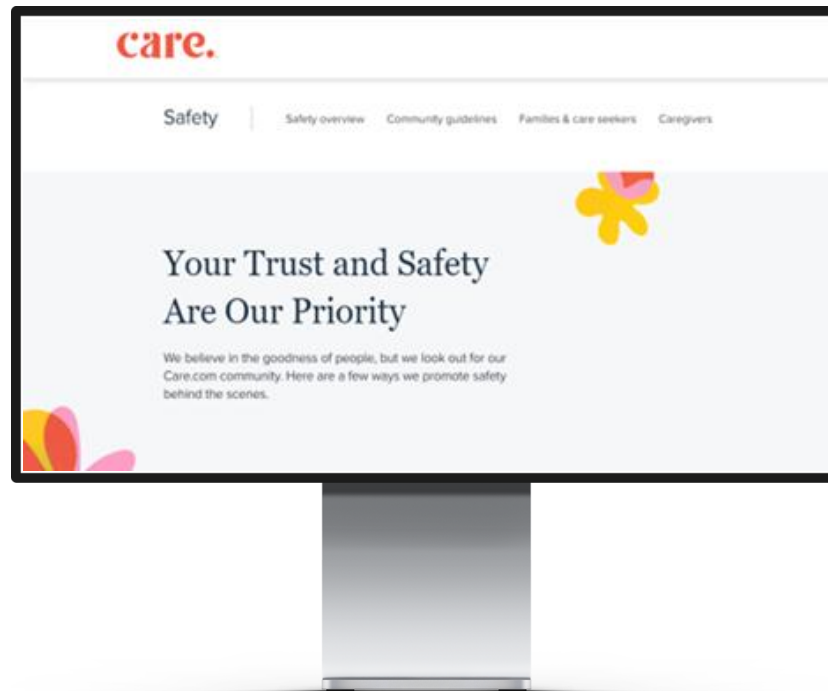 care.
Safety
Safety overview
Community guidelines
Families & care seekers
Caregivers
Your Trust and Safety
Are Our Priority
We believe in the goodness of people, but we look out for our
Care.com community. Here are a few ways we promote safety
behind the scenes.